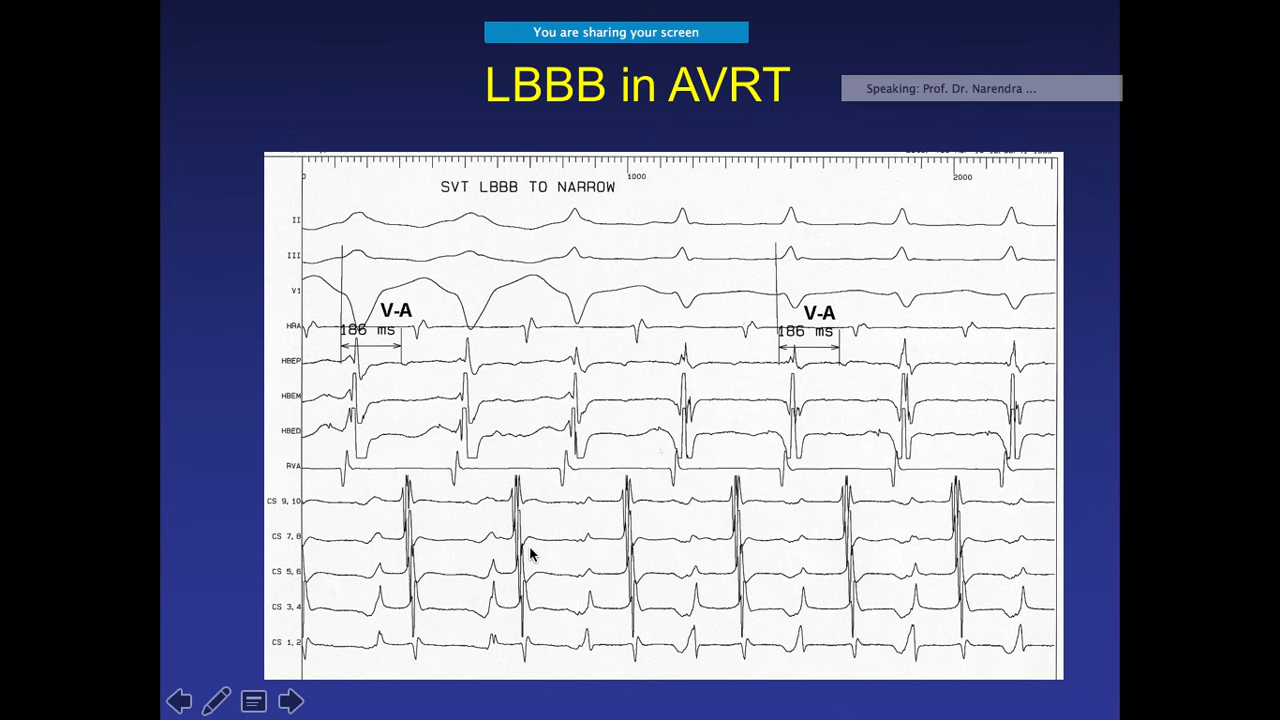 You are sharing your screen
LBBB in AVRT
Speaking: Prof. Dr. Narendra ...
0
1000
2000
SVT LBBB TO NARROW
II
III
V1
V-A
V-A
HRA
186 ms
186 ms
HBEP
HBEM
HBED
RVA
CS 9,10
CS 7,8
CS 5,6
CS 3,4
CS 1,2